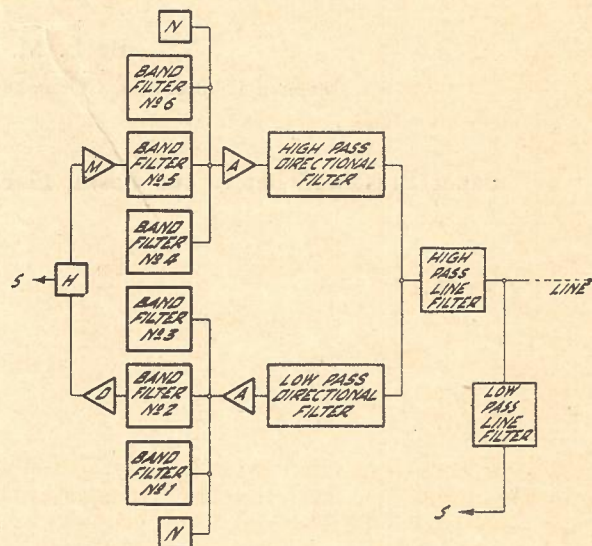 N
BAND
FILTER
Nº 6
M
BAND
FILTER
Nº 5
A
HIGH PASS
DIRECTIONAL
FILTER
BAND
FILTER
Nº 4
S
H
HIGH
PASS
LINE
FILTER
LINE
BAND
FILTER
Nº 3
D
BAND
FILTER
Nº 2
A
LOW PASS
DIRECTIONAL
FILTER
LOW
PASS
LINE
FILTER
BAND
FILTER
Nº 1
S
N